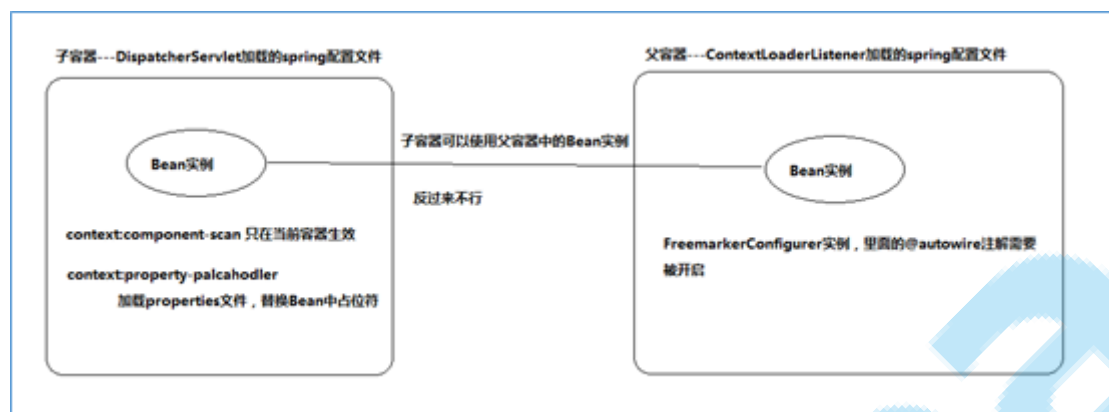 子容器---DispatcherServlet加载的spring配置文件
Bean实例
context:component-scan 只在当前容器生效
context:property-palcahodler
加载properties文件，替换Bean中占位符
子容器可以使用父容器中的Bean实例
反过来不行
父容器---ContextLoaderListener加载的spring配置文件
Bean实例
FreemarkerConfigurer实例，里面的@autowire注解需要
被开启